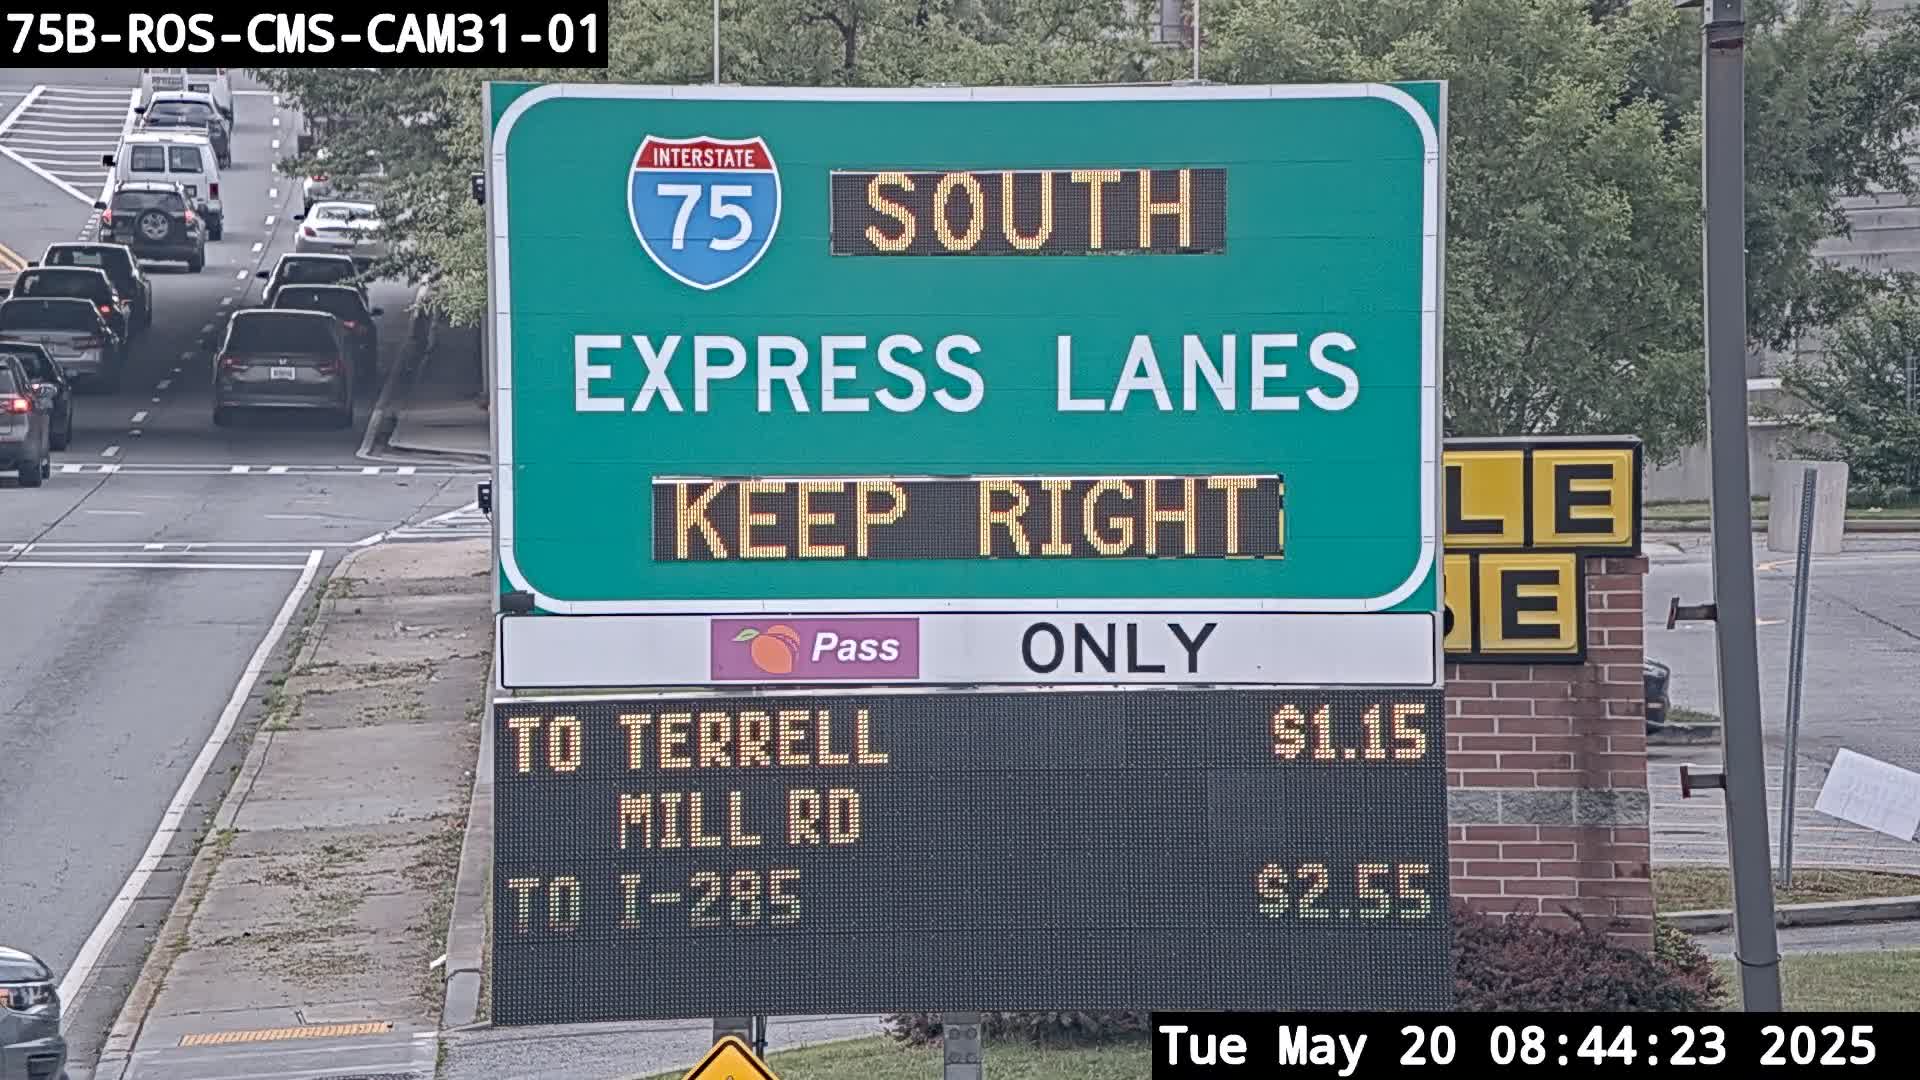 75B-ROS-CMS-CAM31-01
INTERSTATE
75
SOUTH
EXPRESS LANES
KEEP RIGHT
Pass ONLY
TO TERRELL $1.15
MILL RD
TO I-285 $2.55
LE
E
Tue May 20 08:44:23 2025